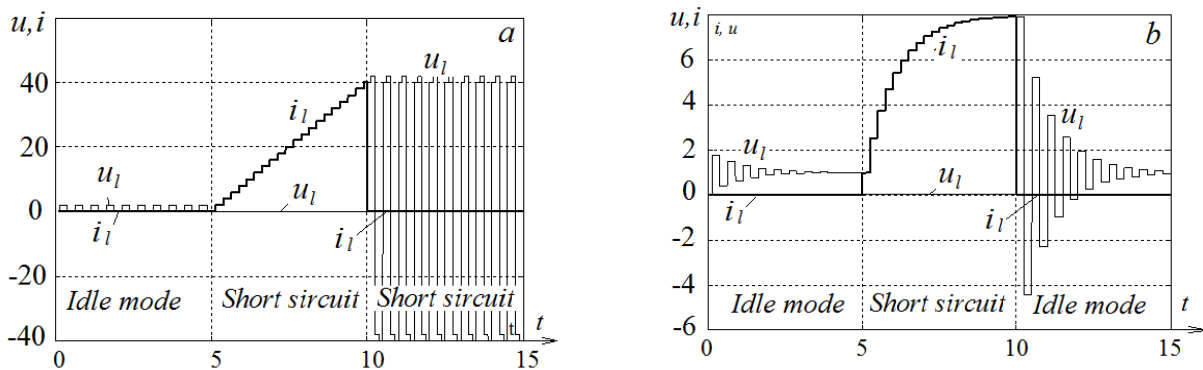 u,i
a
40
20
0
-20
-40
u_l
i_l
i_l
u_l
u_l
i_l
Idle mode
Short sircuit
Short sircuit
t
t
0
5
10
15
u,i
i, u
b
6
4
2
0
-2
-4
-6
u_l
i_l
u_l
u_l
i_l
Idle mode
Short sircuit
Idle mode
t
t
0
5
10
15